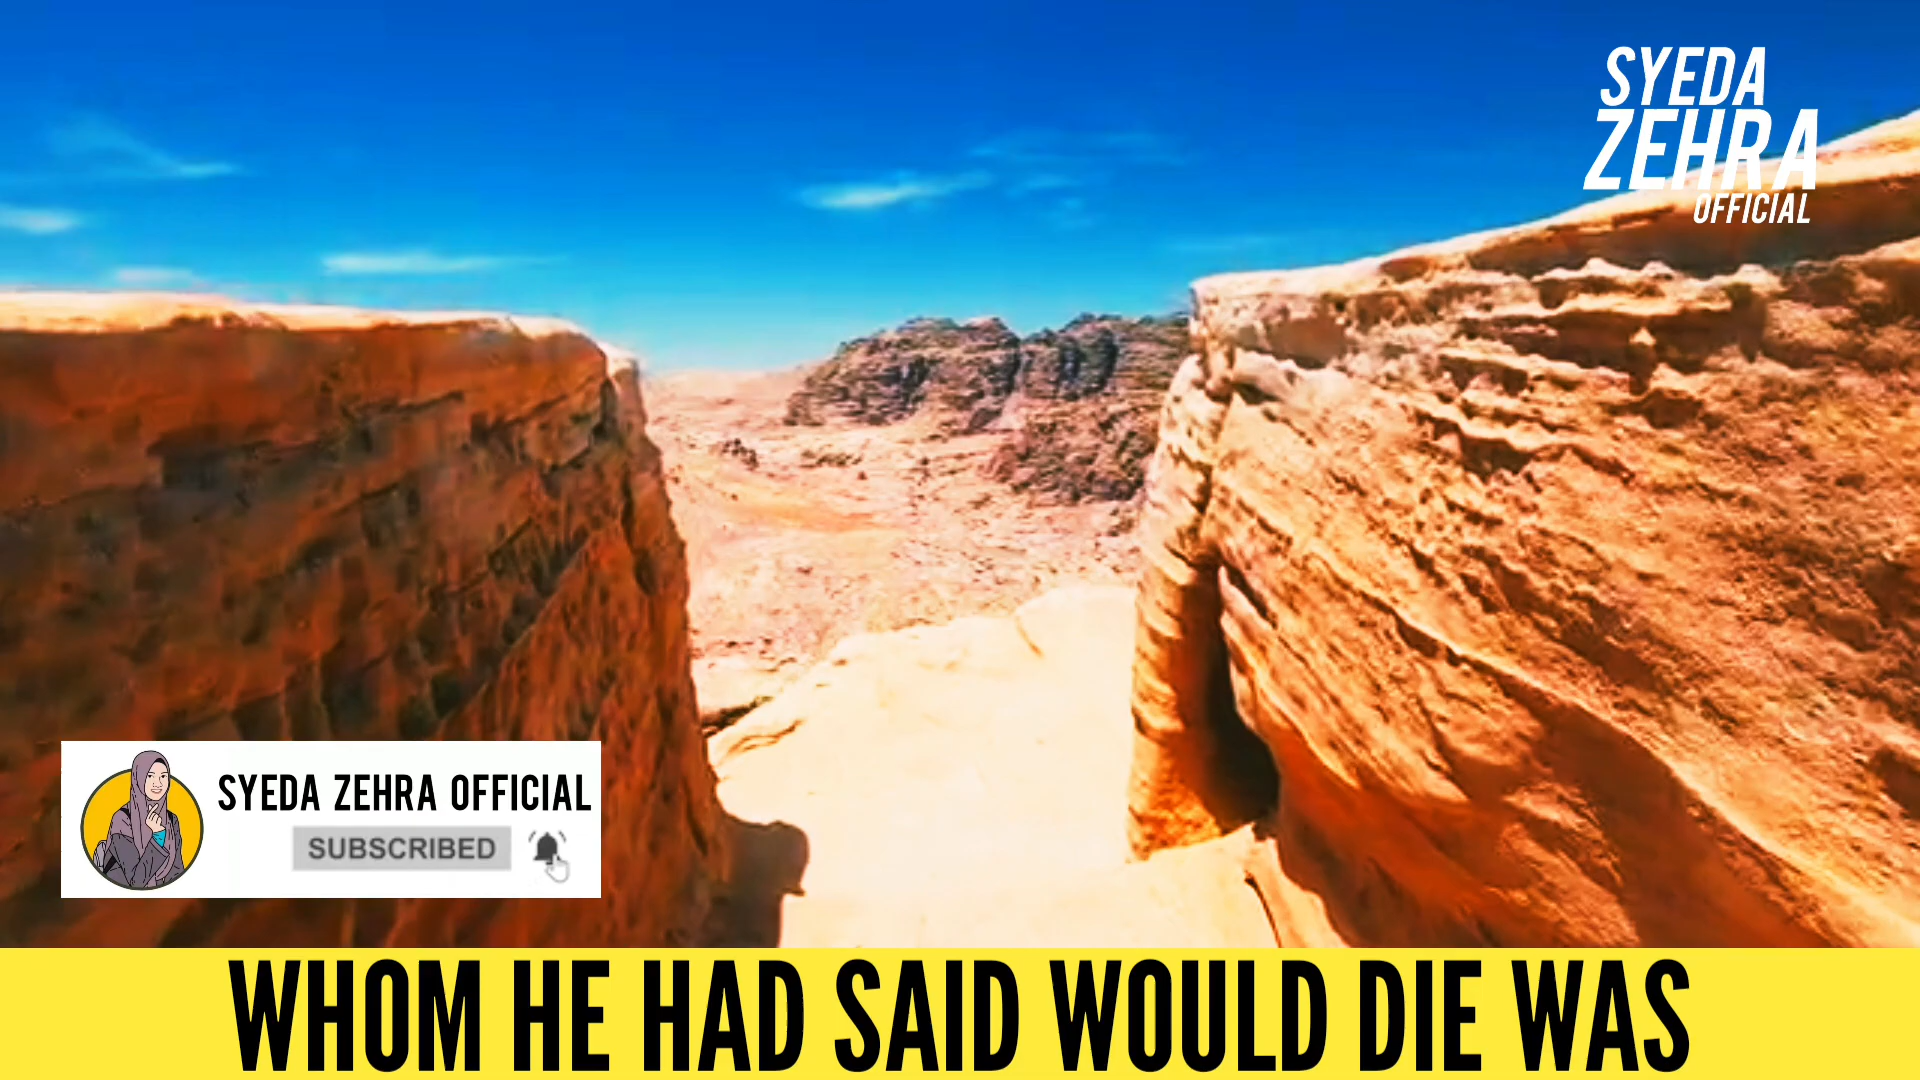 SYEDA
ZEHRA
OFFICIAL
SYEDA ZEHRA OFFICIAL
SUBSCRIBED
WHOM HE HAD SAID WOULD DIE WAS